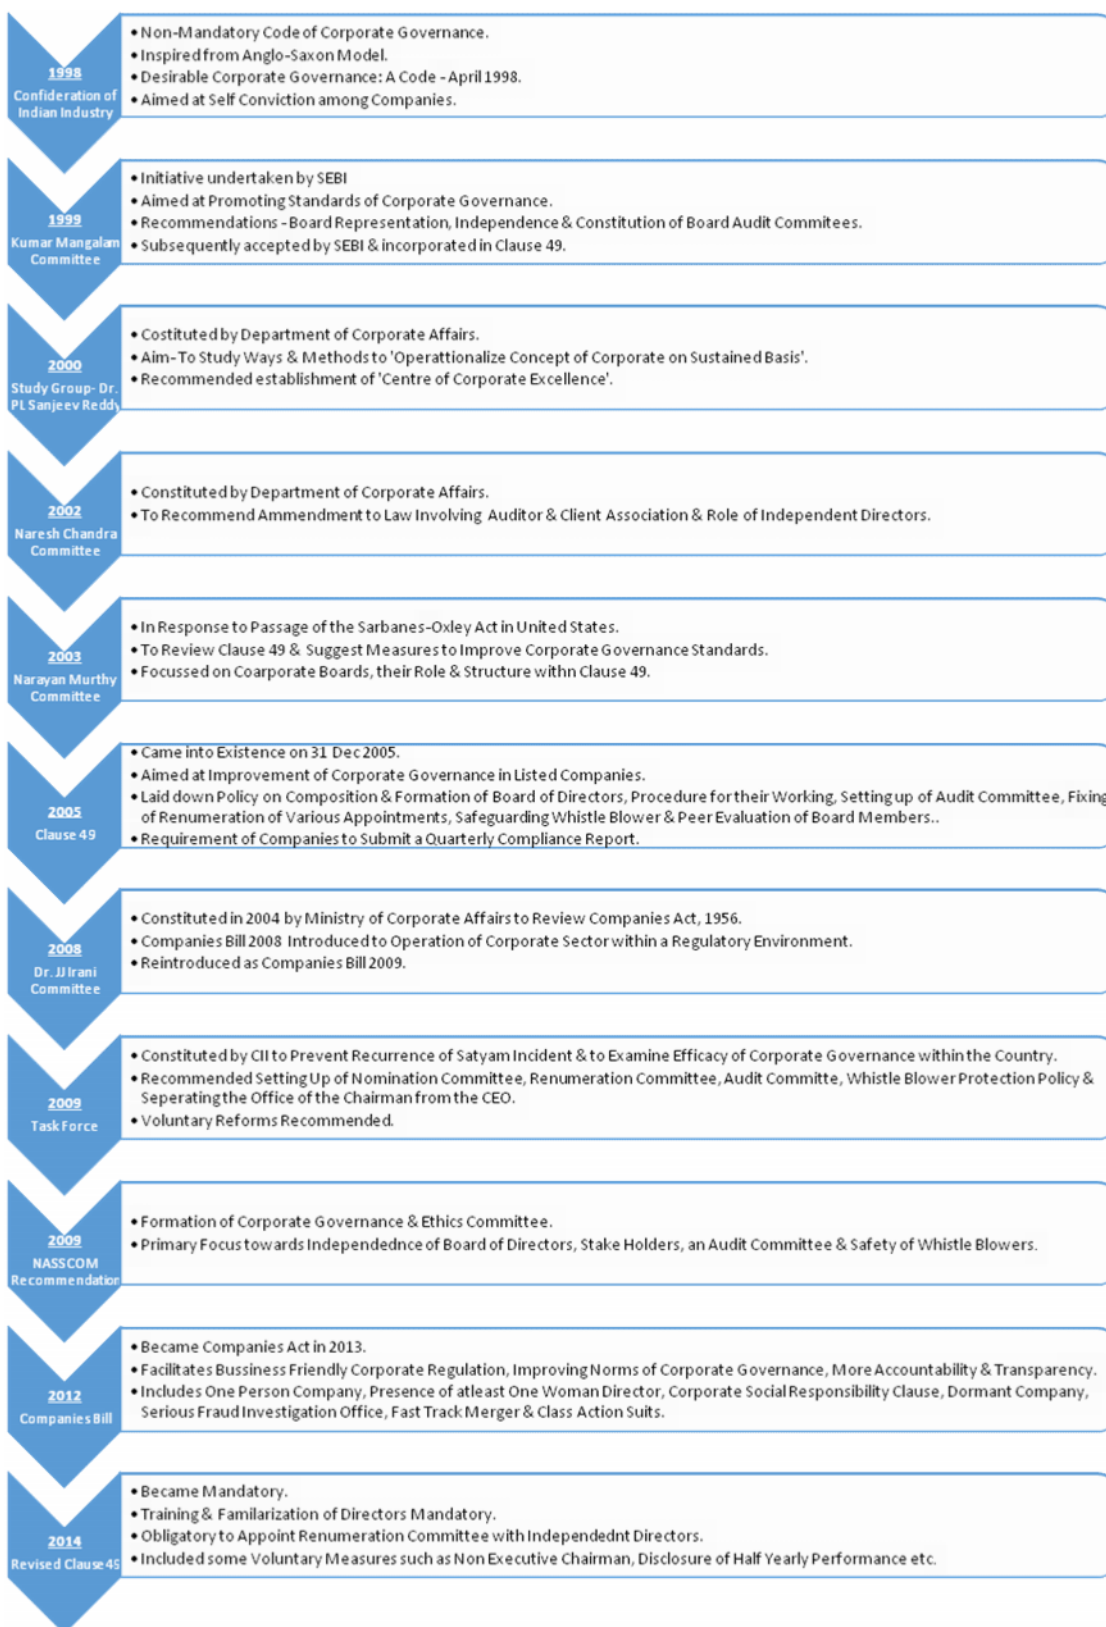 1998
Confideration of
Indian Industry
• Non-Mandatory Code of Corporate Governance.
• Inspired from Anglo-Saxon Model.
• Desirable Corporate Governance: A Code - April 1998.
• Aimed at Self Conviction among Companies.
1999
Kumar Mangalam
Committee
• Initiative undertaken by SEBI
• Aimed at Promoting Standards of Corporate Governance.
• Recommendations - Board Representation, Independence & Constitution of Board Audit Commitees.
• Subsequently accepted by SEBI & incorporated in Clause 49.
2000
Study Group- Dr.
PL Sanjeev Reddy
• Costituted by Department of Corporate Affairs.
• Aim- To Study Ways & Methods to 'Operattionalize Concept of Corporate on Sustained Basis'.
• Recommended establishment of 'Centre of Corporate Excellence'.
2002
Naresh Chandra
Committee
• Constituted by Department of Corporate Affairs.
• To Recommend Ammendment to Law Involving Auditor & Client Association & Role of Independent Directors.
2003
Narayan Murthy
Committee
• In Response to Passage of the Sarbanes-Oxley Act in United States.
• To Review Clause 49 & Suggest Measures to Improve Corporate Governance Standards.
• Focussed on Coarporate Boards, their Role & Structure withn Clause 49.
2005
Clause 49
• Came into Existence on 31 Dec 2005.
• Aimed at Improvement of Corporate Governance in Listed Companies.
• Laid down Policy on Composition & Formation of Board of Directors, Procedure for their Working, Setting up of Audit Committee, Fixing
of Renumeration of Various Appointments, Safeguarding Whistle Blower & Peer Evaluation of Board Members..
• Requirement of Companies to Submit a Quarterly Compliance Report.
2008
Dr. JJ Irani
Committee
• Constituted in 2004 by Ministry of Corporate Affairs to Review Companies Act, 1956.
• Companies Bill 2008 Introduced to Operation of Corporate Sector within a Regulatory Environment.
• Reintroduced as Companies Bill 2009.
2009
Task Force
• Constituted by CII to Prevent Recurrence of Satyam Incident & to Examine Efficacy of Corporate Governance within the Country.
• Recommended Setting Up of Nomination Committee, Renumeration Committee, Audit Committe, Whistle Blower Protection Policy &
Seperating the Office of the Chairman from the CEO.
• Voluntary Reforms Recommended.
2009
NASSCOM
Recommendation
• Formation of Corporate Governance & Ethics Committee.
• Primary Focus towards Independednce of Board of Directors, Stake Holders, an Audit Committee & Safety of Whistle Blowers.
2012
Companies Bill
• Became Companies Act in 2013.
• Facilitates Bussiness Friendly Corporate Regulation, Improving Norms of Corporate Governance, More Accountability & Transparency.
• Includes One Person Company, Presence of atleast One Woman Director, Corporate Social Responsibility Clause, Dormant Company,
Serious Fraud Investigation Office, Fast Track Merger & Class Action Suits.
2014
Revised Clause 49
• Became Mandatory.
• Training & Familarization of Directors Mandatory.
• Obligatory to Appoint Renumeration Committee with Independednt Directors.
• Included some Voluntary Measures such as Non Executive Chairman, Disclosure of Half Yearly Performance etc.